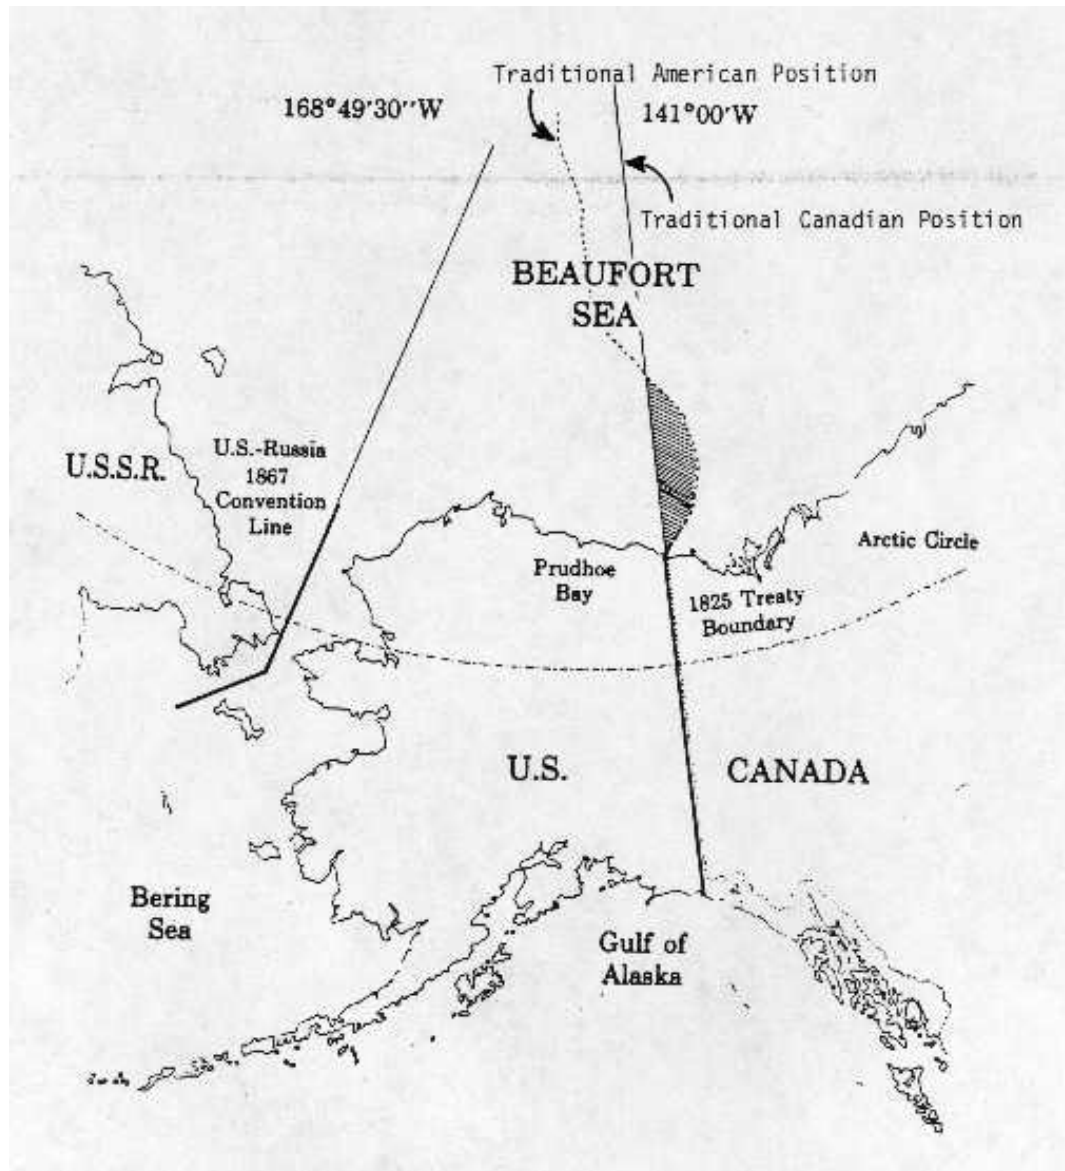 Traditional American Position
168°49'30"W
141°00'W
Traditional Canadian Position
BEAUFORT
SEA
U.S.S.R.
U.S.-Russia
1867
Convention
Line
Arctic Circle
Prudhoe
Bay
1825 Treaty
Boundary
U.S.
CANADA
Bering
Sea
Gulf of
Alaska